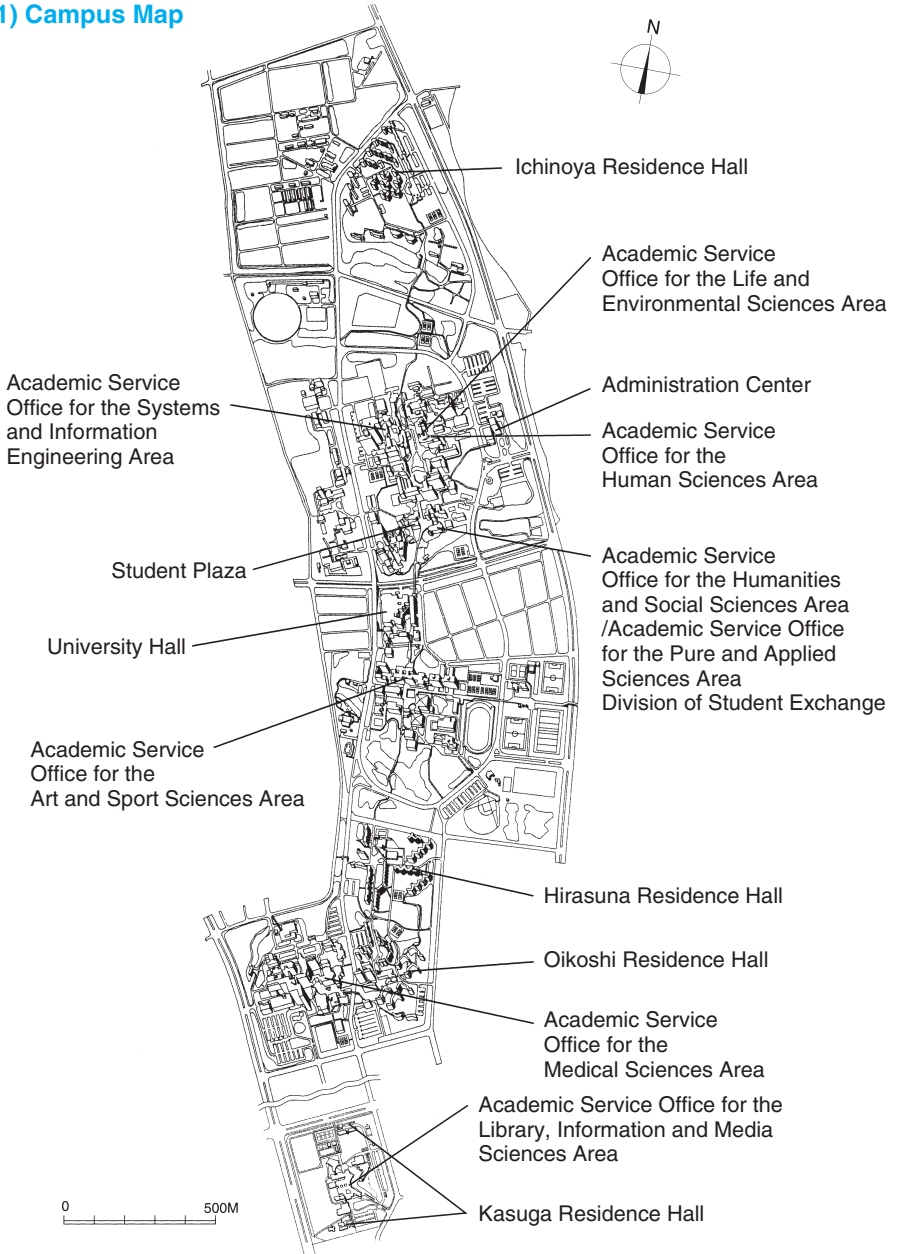 1) Campus Map
N
Ichinoya Residence Hall
Academic Service
Office for the Life and
Environmental Sciences Area
Academic Service
Office for the Systems
and Information
Engineering Area
Administration Center
Academic Service
Office for the
Human Sciences Area
Student Plaza
Academic Service
Office for the Humanities
and Social Sciences Area
/Academic Service Office
for the Pure and Applied
Sciences Area
Division of Student Exchange
University Hall
Academic Service
Office for the
Art and Sport Sciences Area
Hirasuna Residence Hall
Oikoshi Residence Hall
Academic Service
Office for the
Medical Sciences Area
Academic Service Office for the
Library, Information and Media
Sciences Area
Kasuga Residence Hall
0 500M